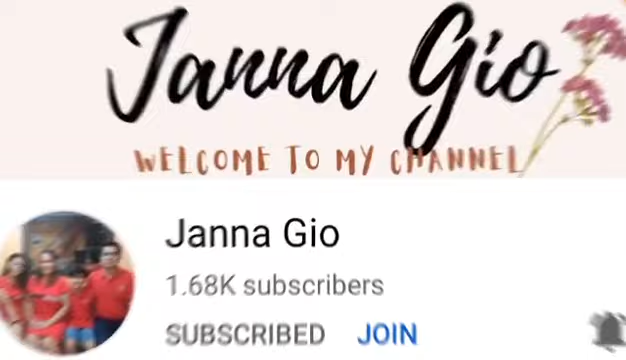 Janna Gio
WELCOME TO MY CHANNEL
Janna Gio
1.68K subscribers
SUBSCRIBED JOIN